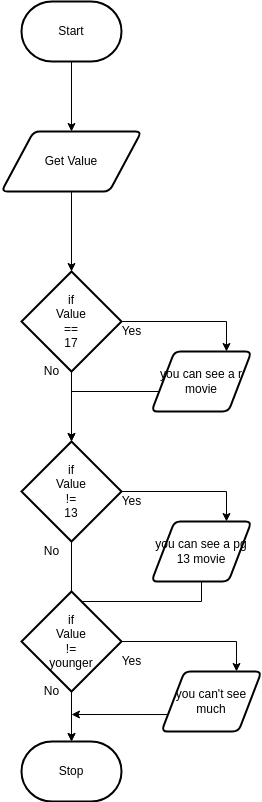 Start
Get Value
if
Value
==
17
Yes
No
you can see a r
movie
if
Value
!=
13
Yes
No
you can see a pg
13 movie
if
Value
!=
younger
Yes
No
you can't see
much
Stop